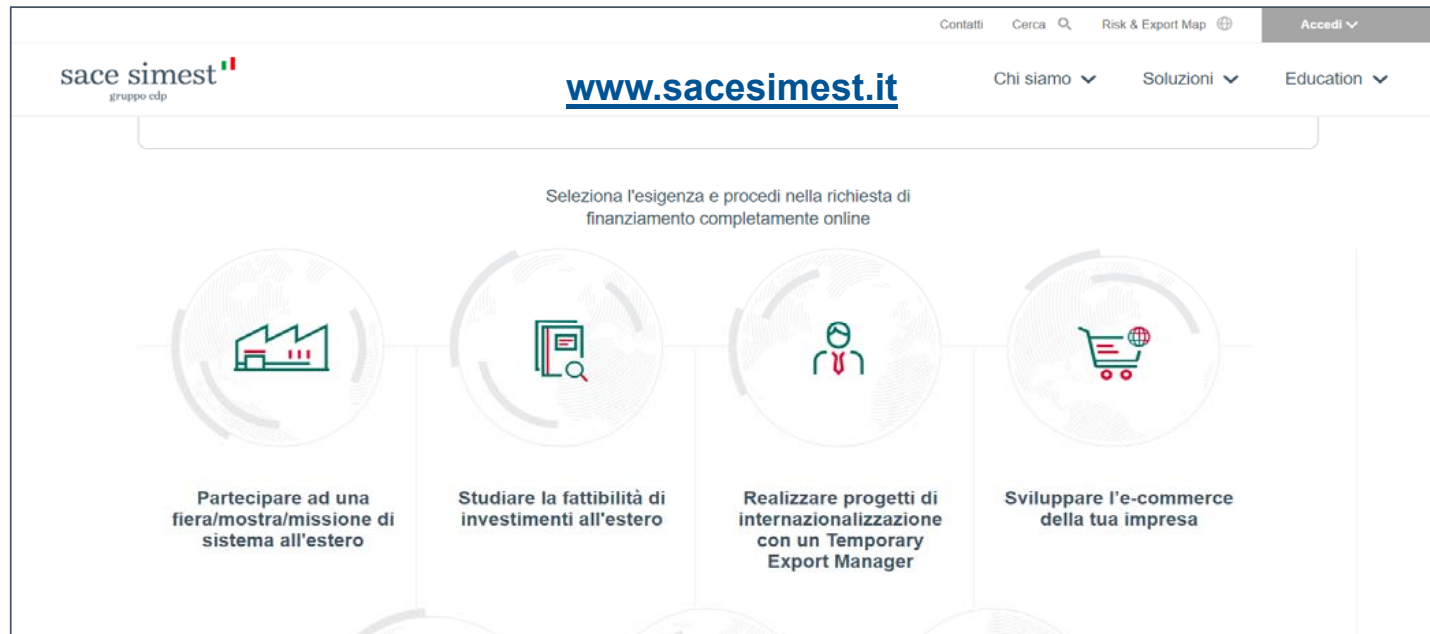 Contatti Cerca Risk & Export Map Accedi
sace simest
gruppo cdp
www.sacesimest.it
Chi siamo Soluzioni Education
Seleziona l'esigenza e procedi nella richiesta di
finanziamento completamente online
Partecipare ad una
fiera/mostra/missione di
sistema all'estero
Studiare la fattibilità di
investimenti all'estero
Realizzare progetti di
internazionalizzazione
con un Temporary
Export Manager
Sviluppare l’e-commerce
della tua impresa